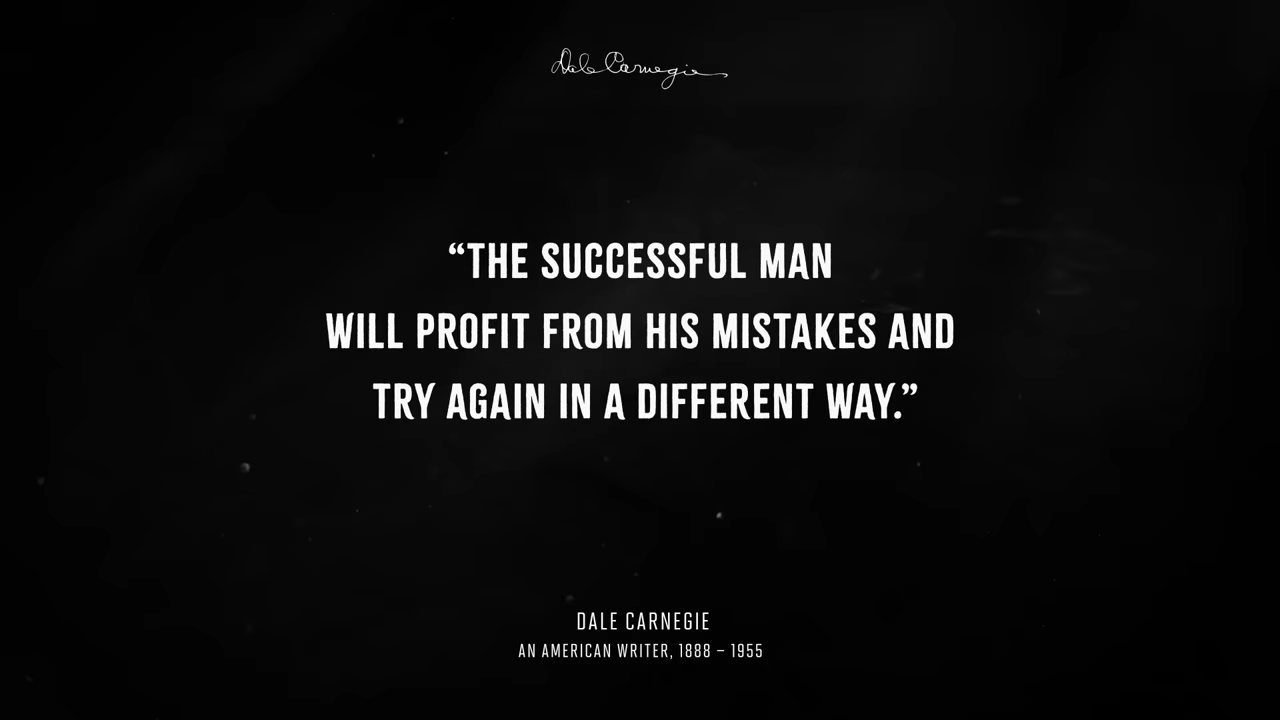 Dale Carnegie
“THE SUCCESSFUL MAN
WILL PROFIT FROM HIS MISTAKES AND
TRY AGAIN IN A DIFFERENT WAY.”
DALE CARNEGIE
AN AMERICAN WRITER, 1888 – 1955